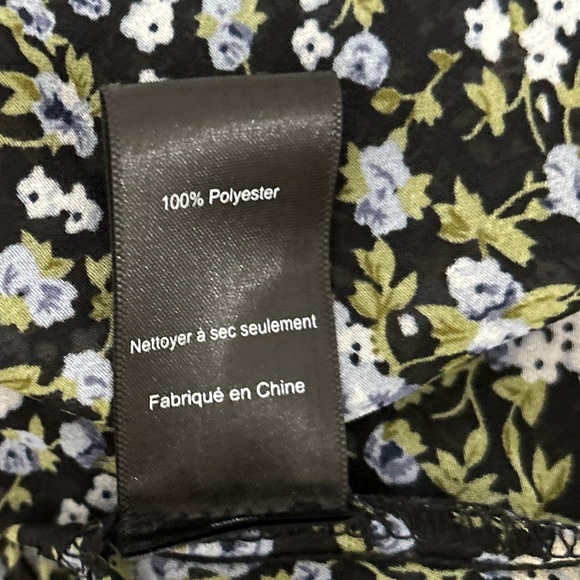 100% Polyester
Nettoyer à sec seulement
Fabriqué en Chine